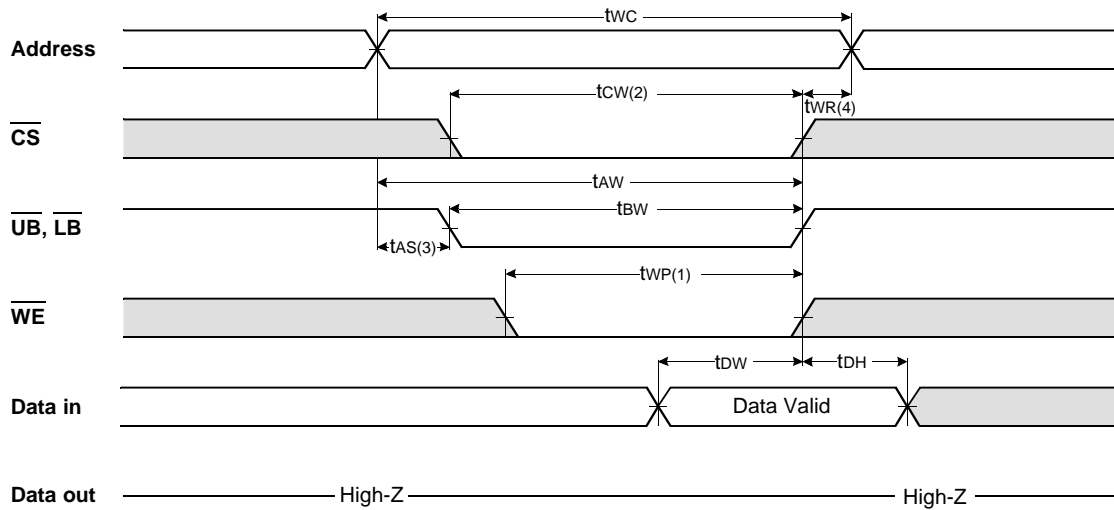 tWC
Address
tCW(2)
tWR(4)
CS
tAW
tBW
UB, LB
tAS(3)
tWP(1)
WE
tDW
tDH
Data in
Data Valid
Data out
High-Z
High-Z